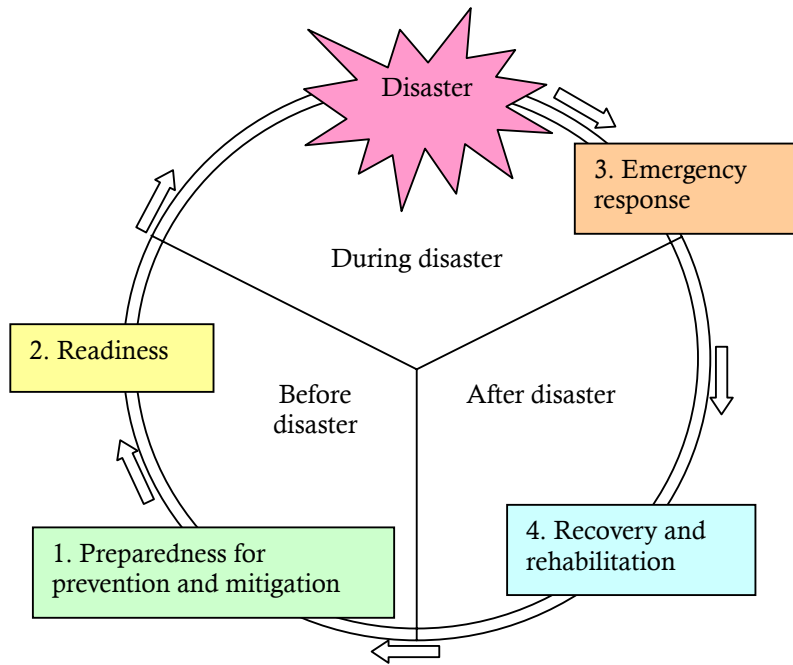 Disaster
3. Emergency
response
During disaster
2. Readiness
Before
disaster
After disaster
1. Preparedness for
prevention and mitigation
4. Recovery and
rehabilitation